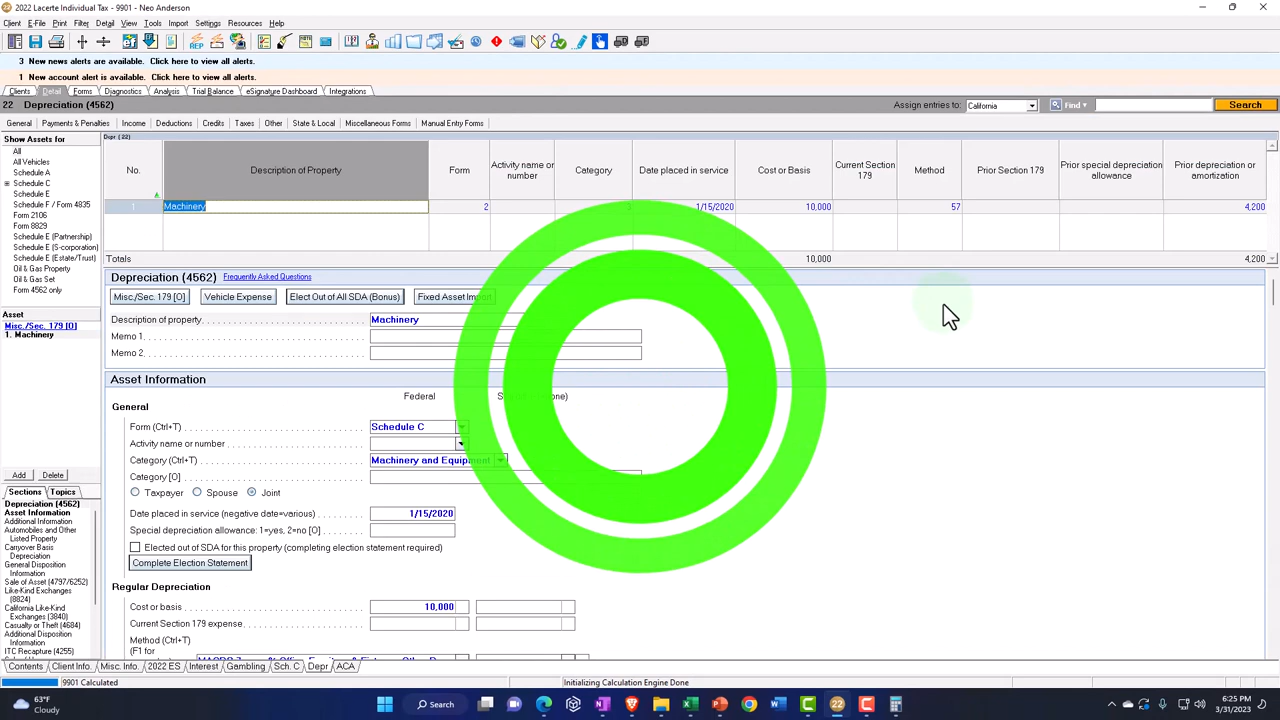 2022 Lacerte Individual Tax - 9901 - Neo Anderson
Client E-File Print Filter Detail View Tools Import Settings Resources Help
3 New news alerts are available. Click here to view all alerts.
1 New account alert is available. Click here to view all alerts.
Clients Detail Forms Diagnostics Analysis Trial Balance eSignature Dashboard Integrations
22 Depreciation (4562) Assign entries to: California Find Search
General Payments & Penalties Income Deductions Credits Taxes Other State & Local Miscellaneous Forms Manual Entry Forms
Show Assets for
All
All Vehicles
Schedule A
Schedule C
Schedule E
Schedule F / Form 4835
Form 2106
Form 8829
Schedule E (Partnership)
Schedule E (S-corporation)
Schedule E (Estate/Trust)
Oil & Gas Property
Oil & Gas Set
Form 4562 only
Asset
Misc./Sec. 179 [O]
1. Machinery
Add Delete
Sections Topics
Depreciation (4562)
Asset Information
Additional Information
Automobiles and Other
Listed Property
Carryover Basis
Depreciation
General Disposition
Information
Sale of Asset (4797/6252)
Like-Kind Exchanges
(8824)
California Like-Kind
Exchanges (3840)
Casualty or Theft (4684)
Additional Disposition
Information
ITC Recapture (4255)
Depr (22)
No. Description of Property Form Activity name or number Category Date placed in service Cost or Basis Current Section 179 Method Prior Section 179 Prior special depreciation allowance Prior depreciation or amortization
1 Machinery 2 1/15/2020 10,000 57 4,200
Totals 10,000 4,200
Depreciation (4562) Frequently Asked Questions
Misc./Sec. 179 [O] Vehicle Expense Elect Out of All SDA (Bonus) Fixed Asset Import
Description of property Machinery
Memo 1
Memo 2
Asset Information
Federal
General
Form (Ctrl+T) Schedule C
Activity name or number
Category (Ctrl+T) Machinery and Equipment
Category [O]
Taxpayer Spouse Joint
Date placed in service (negative date=various) 1/15/2020
Special depreciation allowance: 1=yes, 2=no [O]
Elected out of SDA for this property (completing election statement required)
Complete Election Statement
Regular Depreciation
Cost or basis 10,000
Current Section 179 expense
Method (Ctrl+T)
(F1 for
Contents Client Info. Misc. Info. 2022 ES Interest Gambling Sch. C Depr ACA
9901 Calculated Initializing Calculation Engine Done
63°F
Cloudy
Search
6:25 PM
3/31/2023